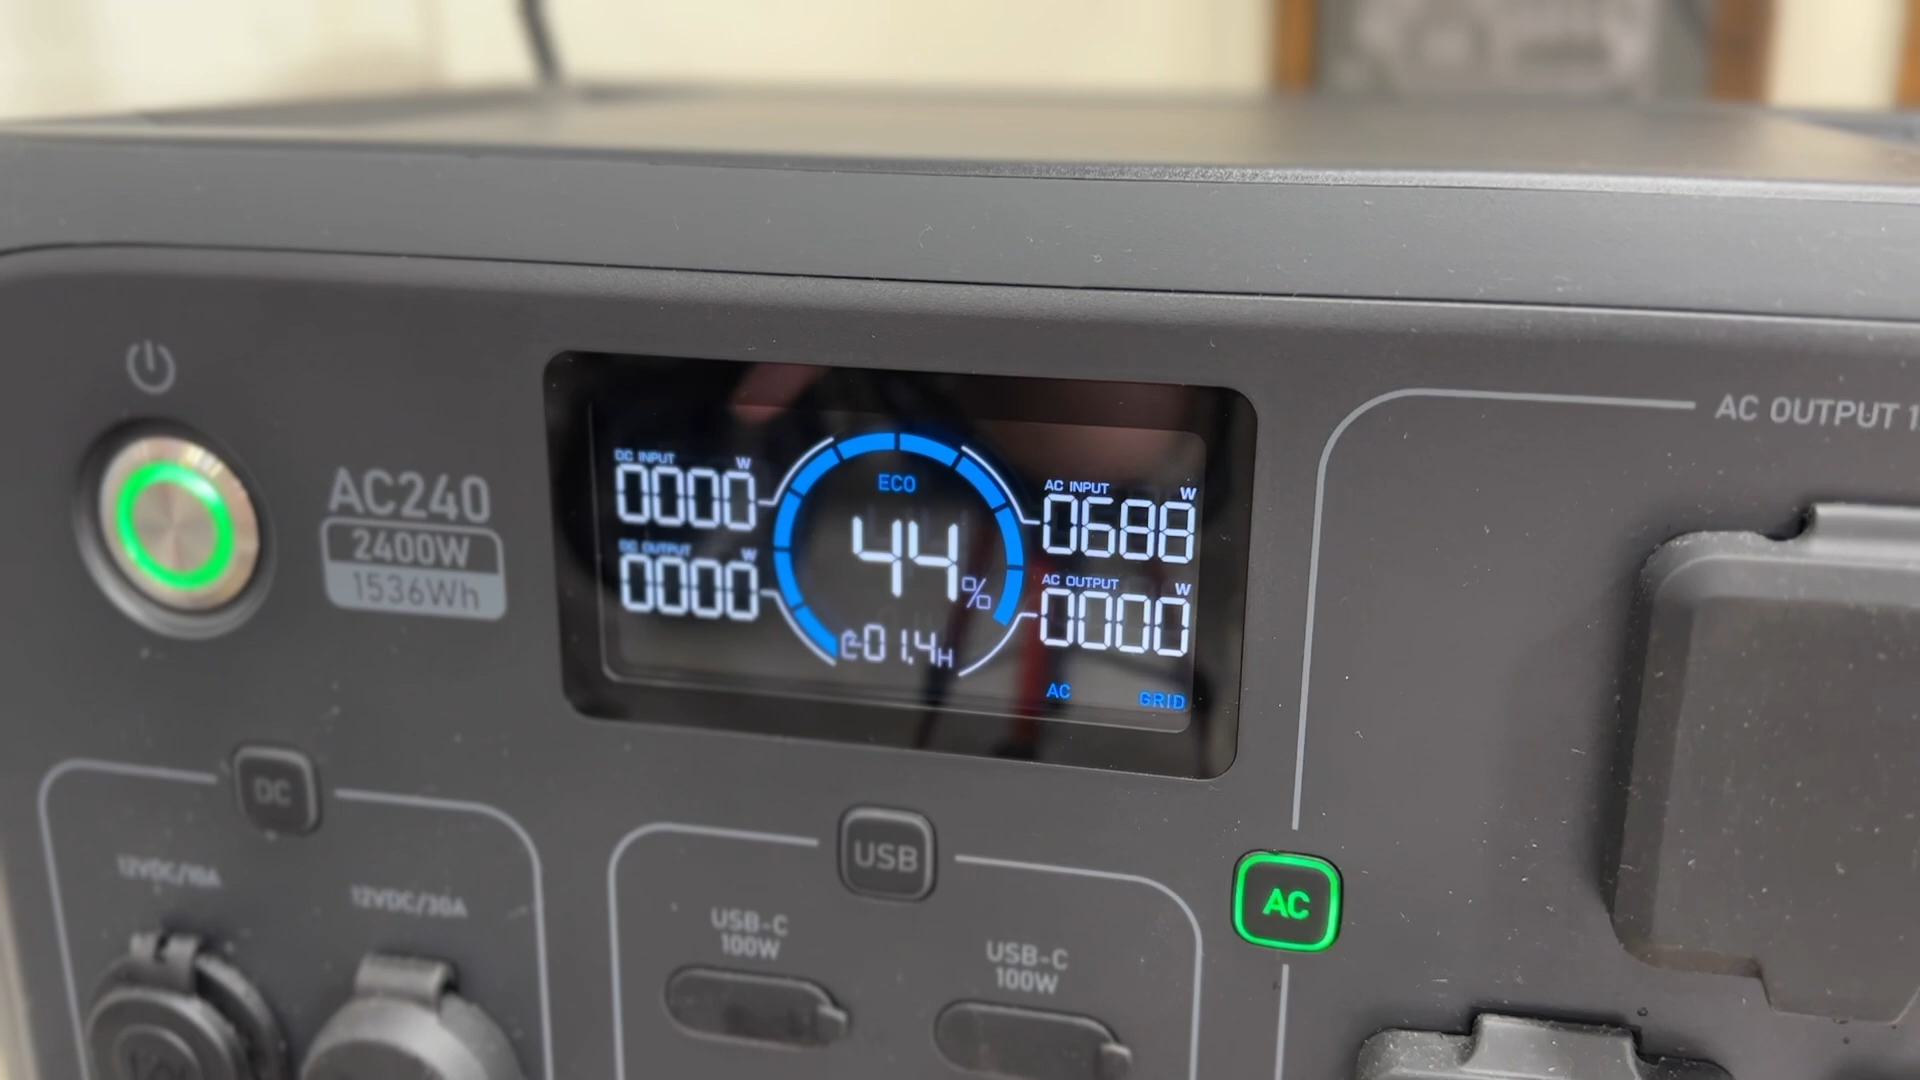 AC240
2400W
1536Wh
DC INPUT
W
0000
DC OUTPUT
W
0000
ECO
44%
01.4H
AC INPUT
W
0688
AC OUTPUT
W
0000
AC
GRID
AC OUTPUT 1
DC
12VDC/10A
12VDC/30A
USB
USB-C
100W
USB-C
100W
AC